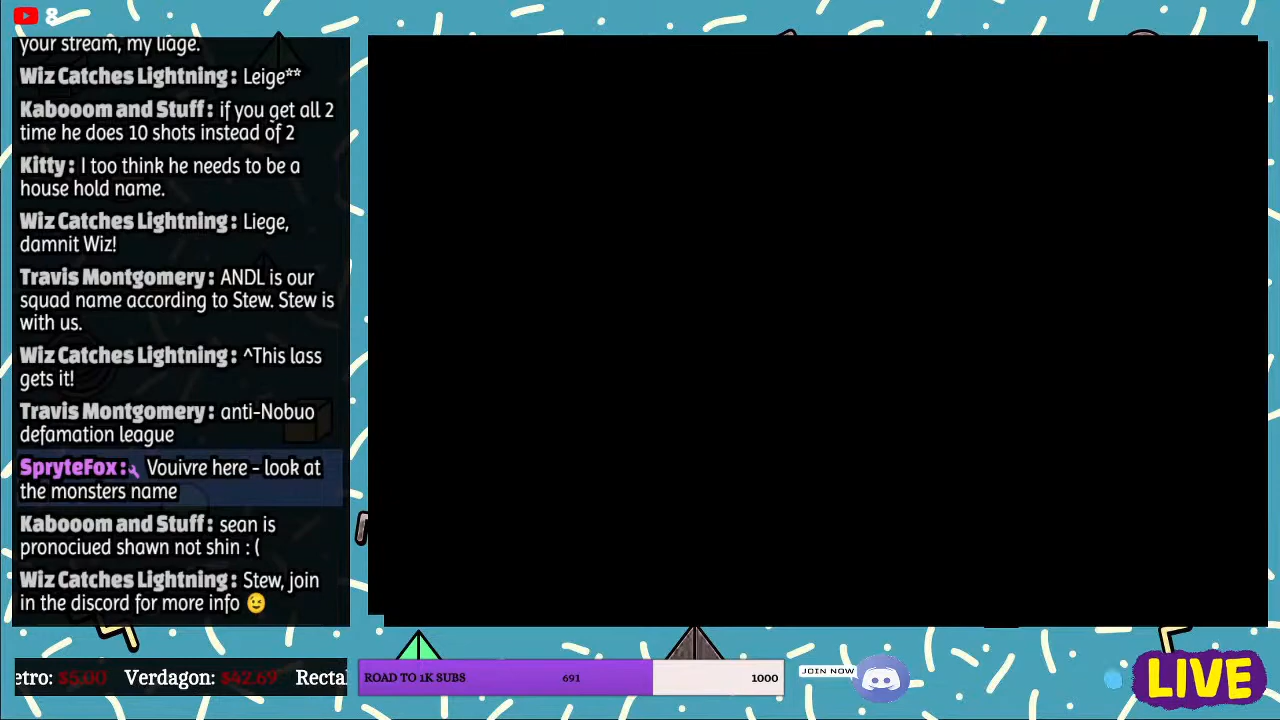 8
your stream, my liage.
Wiz Catches Lightning : Leige**
Kabooom and Stuff : if you get all 2
time he does 10 shots instead of 2
Kitty : I too think he needs to be a
house hold name.
Wiz Catches Lightning : Liege,
damnit Wiz!
Travis Montgomery : ANDL is our
squad name according to Stew. Stew is
with us.
Wiz Catches Lightning : ^This lass
gets it!
Travis Montgomery : anti-Nobuo
defamation league
SpryteFox : Vouivre here - look at
the monsters name
Kabooom and Stuff : sean is
pronociued shawn not shin : (
Wiz Catches Lightning : Stew, join
in the discord for more info 😉
etro: $5.00 Verdagon: $42.69 Recta
ROAD TO 1K SUBS 691 1000
JOIN NOW
LIVE